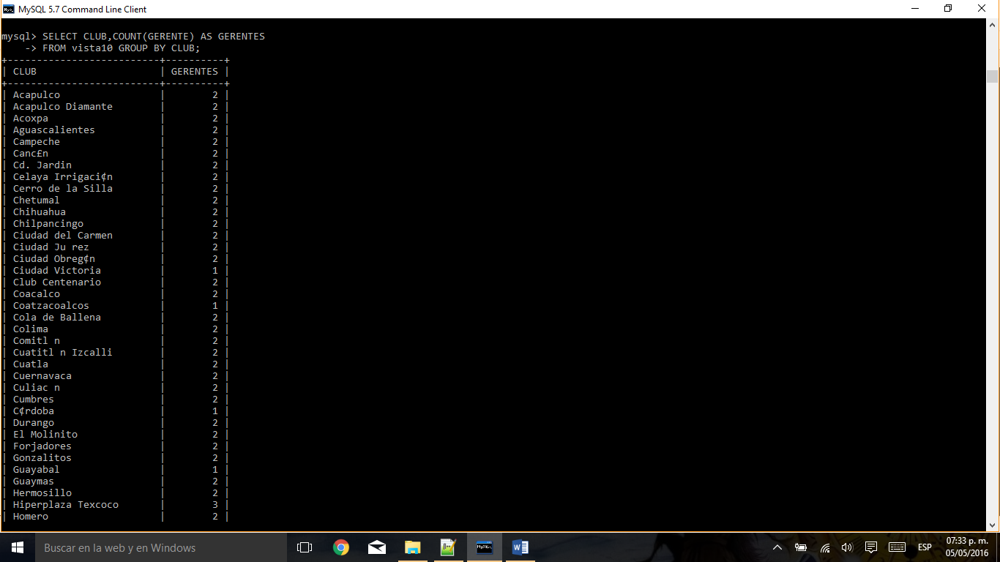 MySQL 5.7 Command Line Client
mysql> SELECT CLUB,COUNT(GERENTE) AS GERENTES
    -> FROM vista10 GROUP BY CLUB;
+--------------------------+----------+
| CLUB                     | GERENTES |
+--------------------------+----------+
| Acapulco                 |        2 |
| Acapulco Diamante        |        2 |
| Acoxpa                   |        2 |
| Aguascalientes           |        2 |
| Campeche                 |        2 |
| Canc£n                   |        2 |
| Cd. Jardin               |        2 |
| Celaya Irrigaci¢n        |        2 |
| Cerro de la Silla        |        2 |
| Chetumal                 |        2 |
| Chihuahua                |        2 |
| Chilpancingo             |        2 |
| Ciudad del Carmen        |        2 |
| Ciudad Ju rez            |        2 |
| Ciudad Obreg¢n           |        2 |
| Ciudad Victoria          |        1 |
| Club Centenario          |        2 |
| Coacalco                 |        2 |
| Coatzacoalcos            |        1 |
| Cola de Ballena          |        2 |
| Colima                   |        2 |
| Comitl n                 |        2 |
| Cuatitl n Izcalli        |        2 |
| Cuatla                   |        2 |
| Cuernavaca               |        2 |
| Culiac n                 |        2 |
| Cumbres                  |        2 |
| C¢rdoba                  |        1 |
| Durango                  |        2 |
| El Molinito              |        2 |
| Forjadores               |        2 |
| Gonzalitos               |        2 |
| Guayabal                 |        1 |
| Guaymas                  |        2 |
| Hermosillo               |        2 |
| Hiperplaza Texcoco       |        3 |
| Homero                   |        2 |
Buscar en la web y en Windows
ESP
07:33 p. m.
05/05/2016